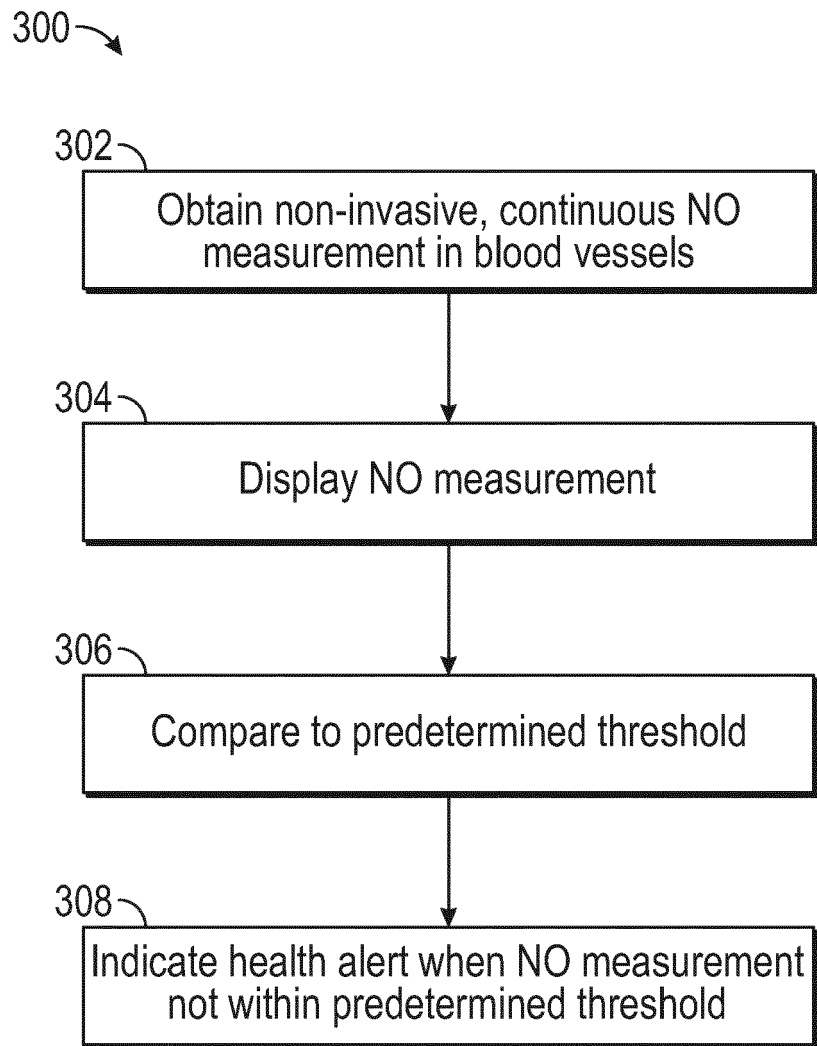 300
302
Obtain non-invasive, continuous NO
measurement in blood vessels
304
Display NO measurement
306
Compare to predetermined threshold
308
Indicate health alert when NO measurement
not within predetermined threshold